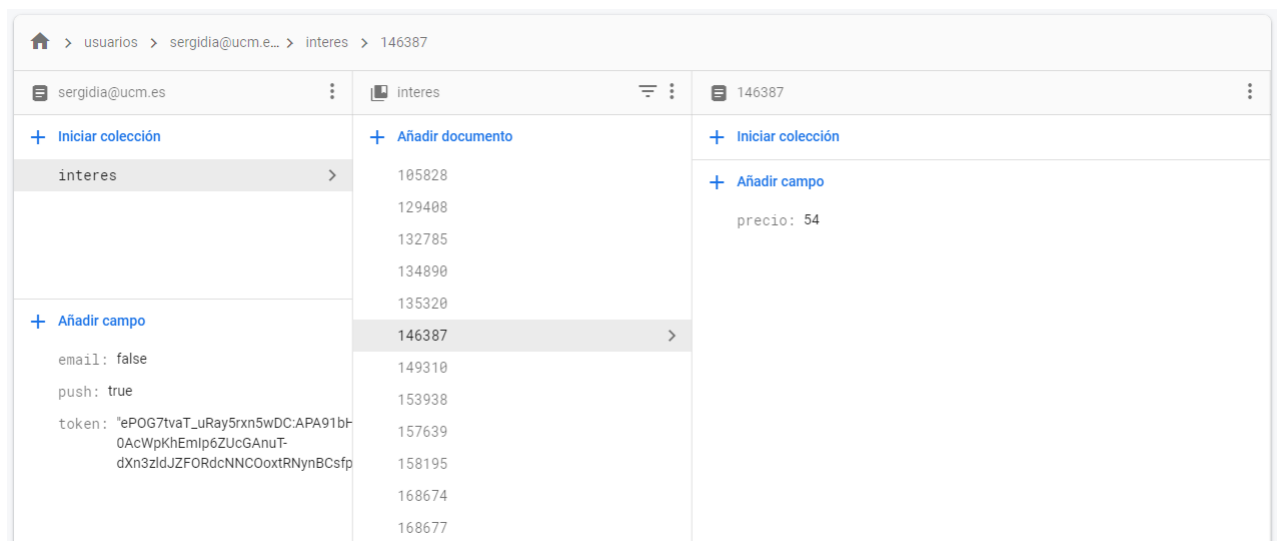 usuarios > sergidia@ucm.e... > interes > 146387
sergidia@ucm.es
+ Iniciar colección
interes >
+ Añadir campo
email: false
push: true
token: "ePOG7tvaT_uRay5rxn5wDC:APA91bH
0AcWpKhEmIp6ZUcGAnuT-
dXn3zldJZFORdcNNCOoxtRNynBCsfp
interes
+ Añadir documento
105828
129408
132785
134890
135320
146387 >
149310
153938
157639
158195
168674
168677
146387
+ Iniciar colección
+ Añadir campo
precio: 54